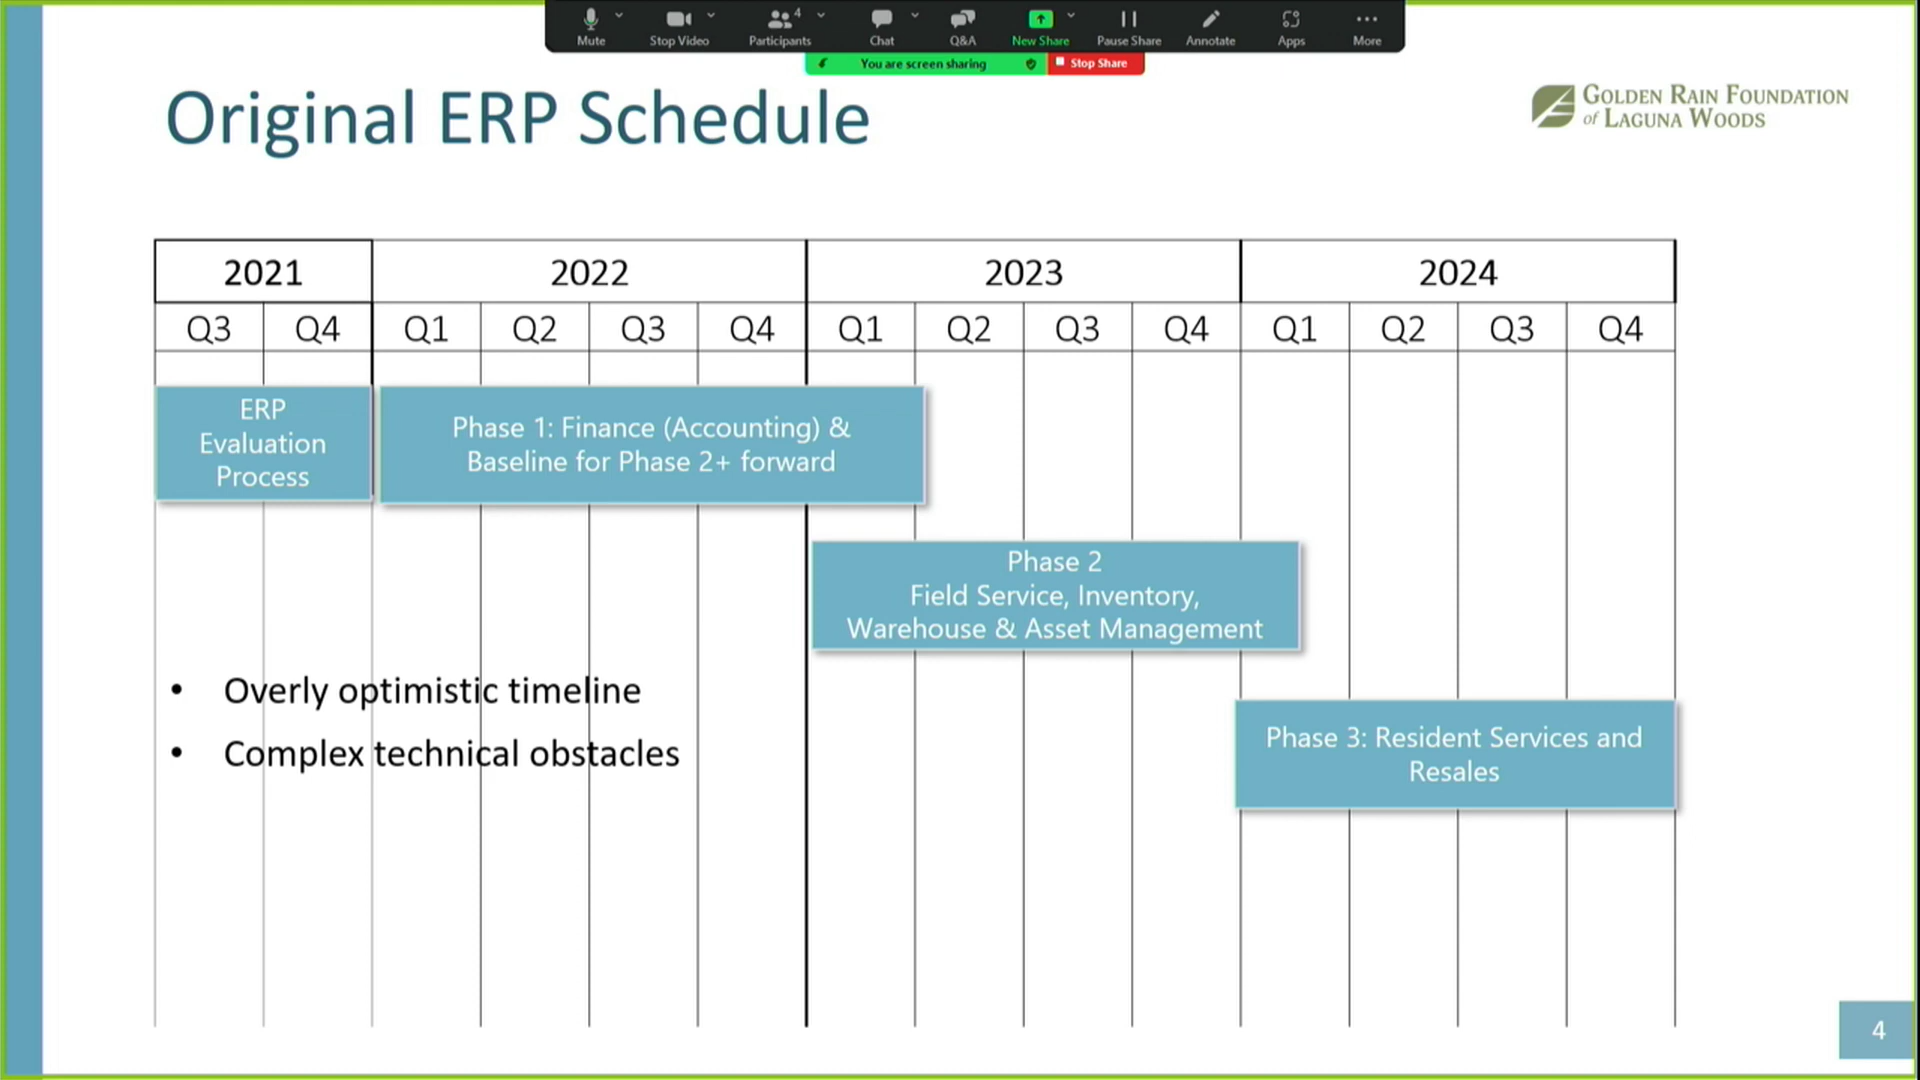 Mute
Stop Video
4
Participants
Chat
Q&A
New Share
Pause Share
Annotate
Apps
More
You are screen sharing
Stop Share
Original ERP Schedule
GOLDEN RAIN FOUNDATION
of LAGUNA WOODS
2021 2022 2023 2024
Q3 Q4 Q1 Q2 Q3 Q4 Q1 Q2 Q3 Q4 Q1 Q2 Q3 Q4
ERP
Evaluation
Process
Phase 1: Finance (Accounting) &
Baseline for Phase 2+ forward
Phase 2
Field Service, Inventory,
Warehouse & Asset Management
• Overly optimistic timeline
• Complex technical obstacles
Phase 3: Resident Services and
Resales
4